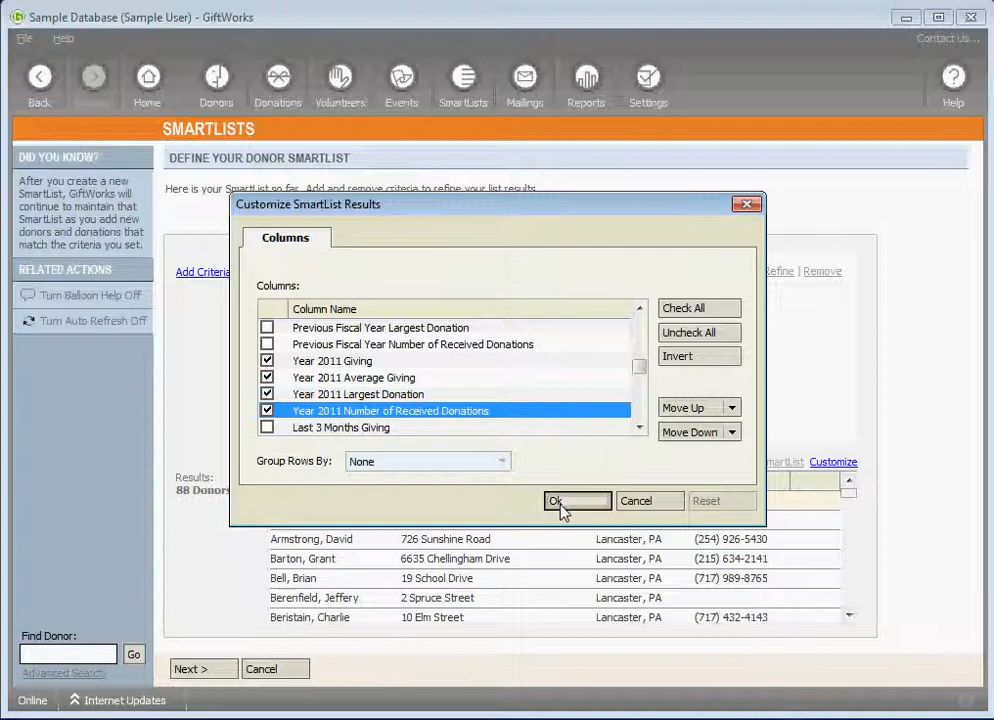 Sample Database (Sample User) - GiftWorks
File Help Contact Us...
Back Home Donors Donations Volunteers Events SmartLists Mailings Reports Settings Help
SMARTLISTS
DID YOU KNOW?
After you create a new
SmartList, GiftWorks will
continue to maintain that
SmartList as you add new
donors and donations that
match the criteria you set.
RELATED ACTIONS
Turn Balloon Help Off
Turn Auto Refresh Off
Find Donor:
Go
Advanced Search
DEFINE YOUR DONOR SMARTLIST
Here is your SmartList so far. Add and remove criteria to refine your list results.
Add Criteria
Refine | Remove
Customize SmartList Results
Columns
Columns:
Column Name
Previous Fiscal Year Largest Donation
Previous Fiscal Year Number of Received Donations
Year 2011 Giving
Year 2011 Average Giving
Year 2011 Largest Donation
Year 2011 Number of Received Donations
Last 3 Months Giving
Check All
Uncheck All
Invert
Move Up
Move Down
Group Rows By: None
Ok Cancel Reset
Results:
88 Donors
Customize
Armstrong, David 726 Sunshine Road Lancaster, PA (254) 926-5430
Barton, Grant 6635 Chellingham Drive Lancaster, PA (215) 634-2141
Bell, Brian 19 School Drive Lancaster, PA (717) 989-8765
Berenfield, Jeffery 2 Spruce Street Lancaster, PA
Beristain, Charlie 10 Elm Street Lancaster, PA (717) 432-4143
Next > Cancel
Online Internet Updates